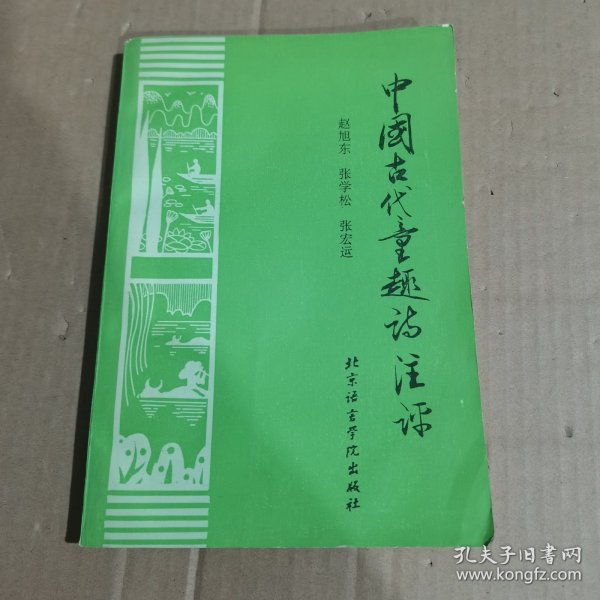 中國古代童趣诗注评
赵旭东 张学松 张宏运
北京语言学院出版社
孔夫子旧书网
www.kongfz.com